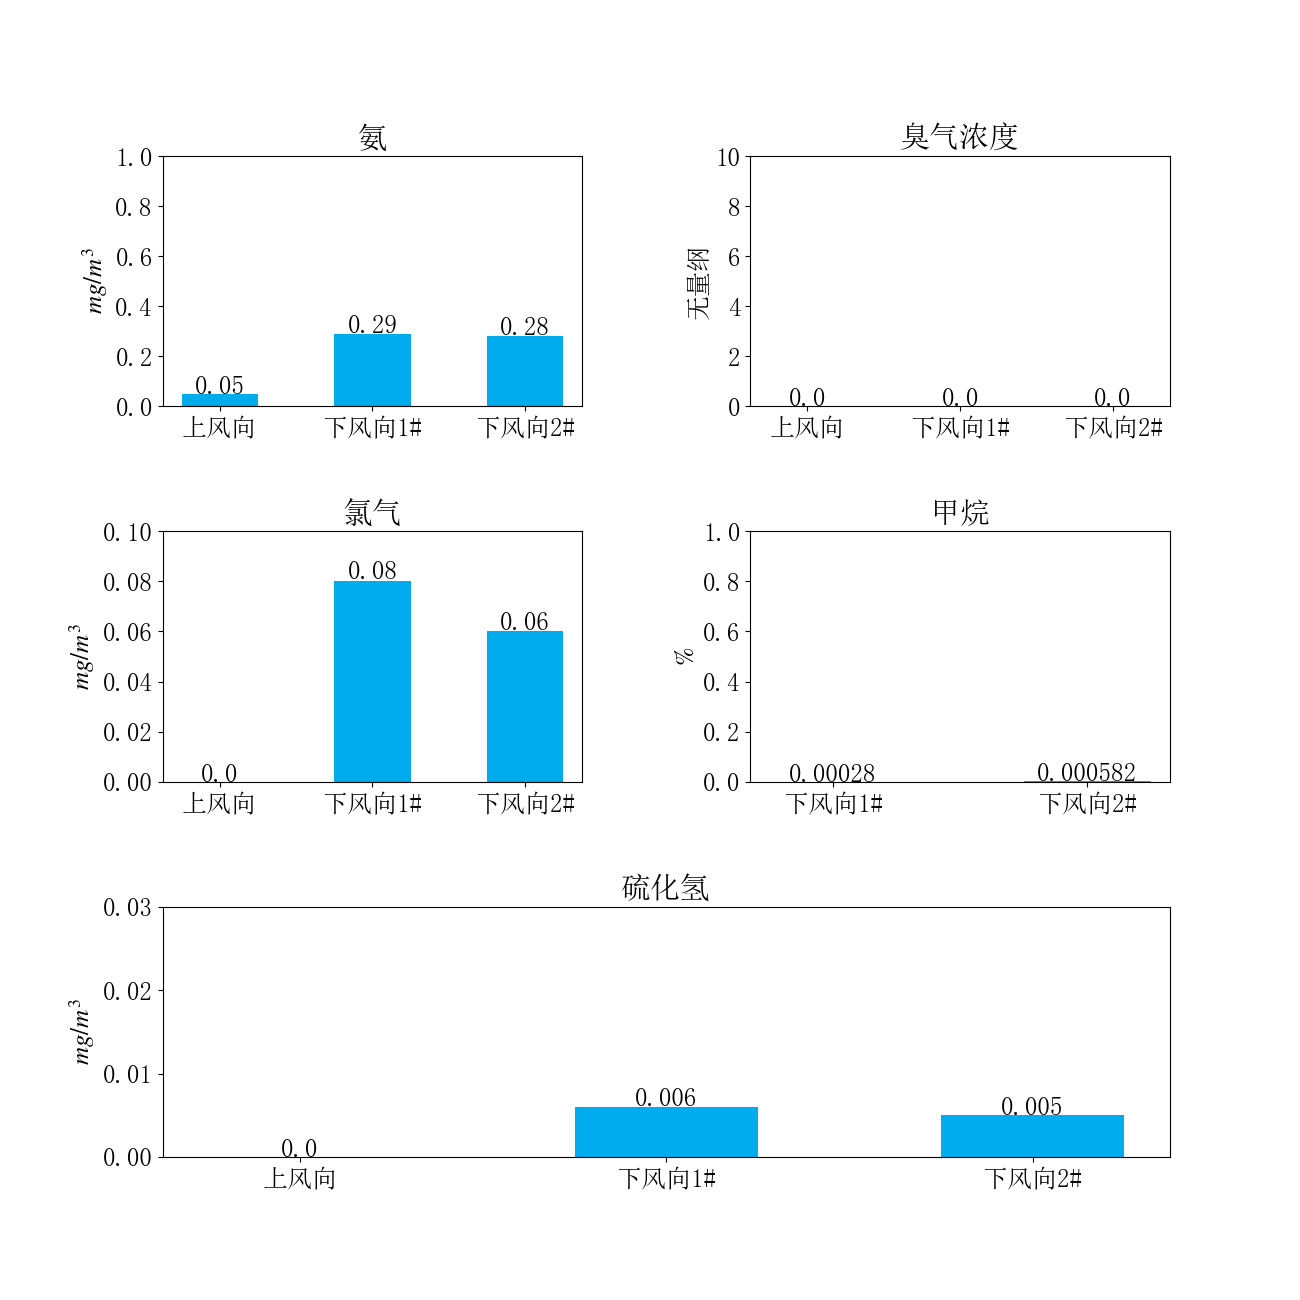 氨
1.0
0.8
0.6
0.4
0.2
0.0
mg/m³
0.05
0.29
0.28
上风向
下风向1#
下风向2#
臭气浓度
10
8
6
4
2
0
无量纲
0.0
0.0
0.0
上风向
下风向1#
下风向2#
氯气
0.10
0.08
0.06
0.04
0.02
0.00
mg/m³
0.0
0.08
0.06
上风向
下风向1#
下风向2#
甲烷
1.0
0.8
0.6
0.4
0.2
0.0
%
0.00028
0.000582
下风向1#
下风向2#
硫化氢
0.03
0.02
0.01
0.00
mg/m³
0.0
0.006
0.005
上风向
下风向1#
下风向2#